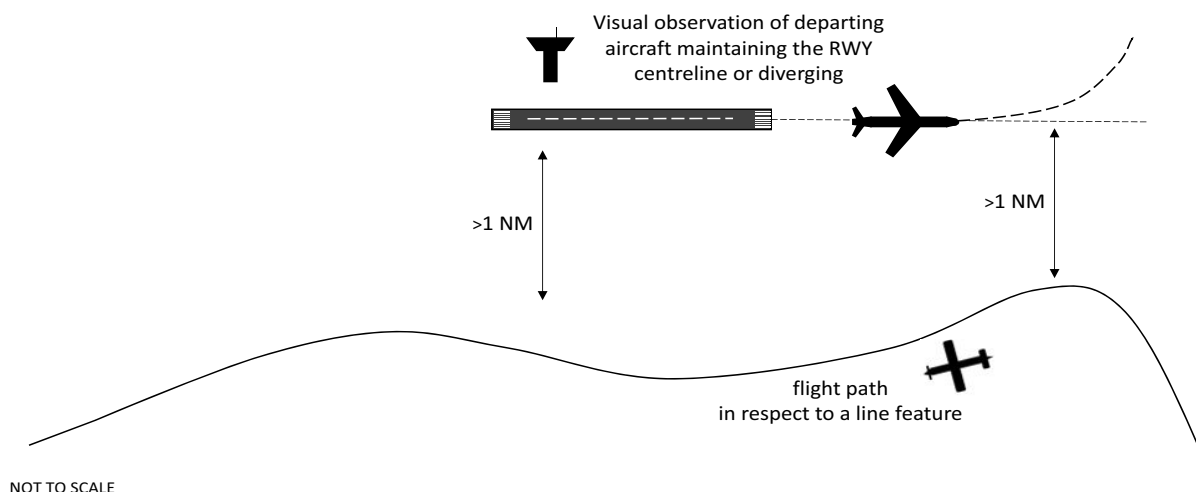 Visual observation of departing
aircraft maintaining the RWY
centreline or diverging
>1 NM
>1 NM
flight path
in respect to a line feature
NOT TO SCALE